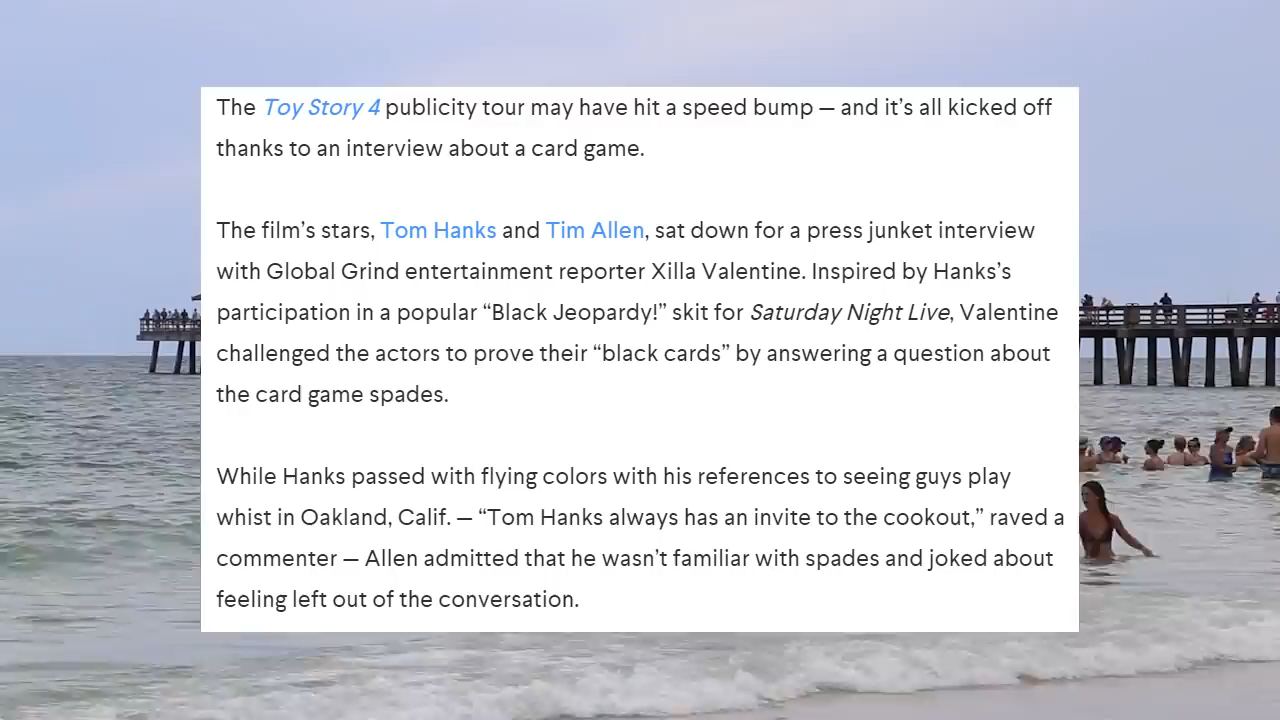 The Toy Story 4 publicity tour may have hit a speed bump — and it’s all kicked off
thanks to an interview about a card game.
The film’s stars, Tom Hanks and Tim Allen, sat down for a press junket interview
with Global Grind entertainment reporter Xilla Valentine. Inspired by Hanks’s
participation in a popular “Black Jeopardy!” skit for Saturday Night Live, Valentine
challenged the actors to prove their “black cards” by answering a question about
the card game spades.
While Hanks passed with flying colors with his references to seeing guys play
whist in Oakland, Calif. — “Tom Hanks always has an invite to the cookout,” raved a
commenter — Allen admitted that he wasn’t familiar with spades and joked about
feeling left out of the conversation.